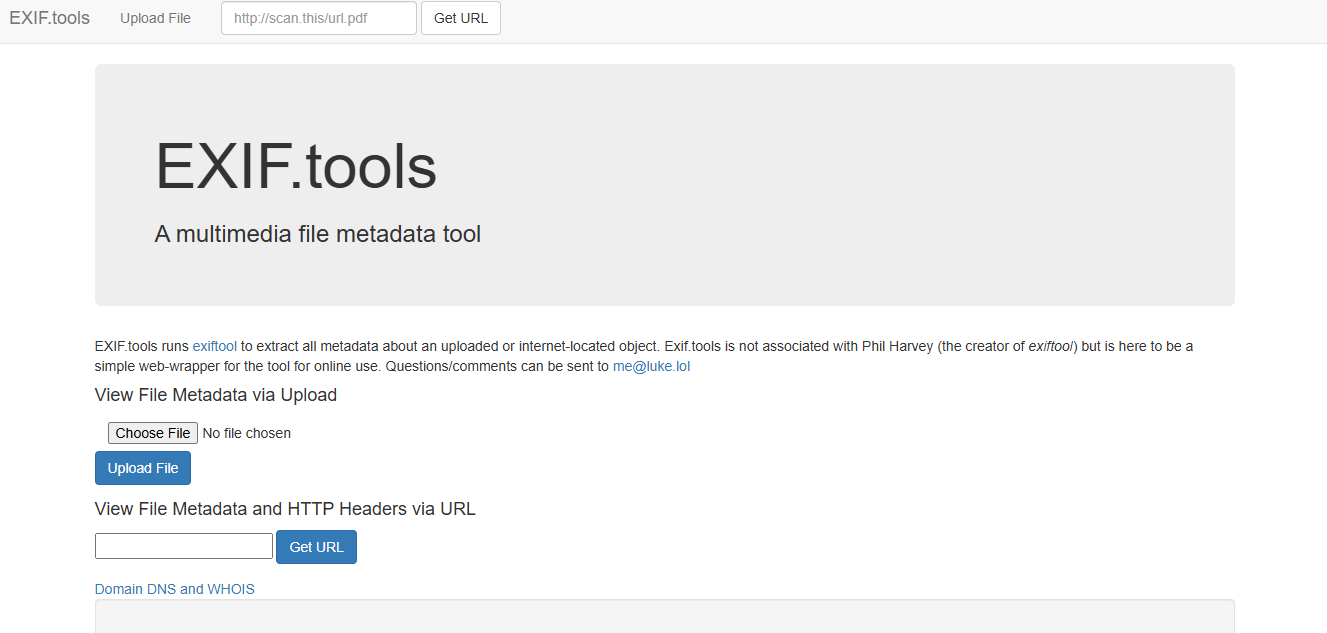 EXIF.tools Upload File http://scan.this/url.pdf Get URL
EXIF.tools
A multimedia file metadata tool
EXIF.tools runs exiftool to extract all metadata about an uploaded or internet-located object. Exif.tools is not associated with Phil Harvey (the creator of exiftool) but is here to be a
simple web-wrapper for the tool for online use. Questions/comments can be sent to me@luke.lol
View File Metadata via Upload
Choose File No file chosen
Upload File
View File Metadata and HTTP Headers via URL
Get URL
Domain DNS and WHOIS